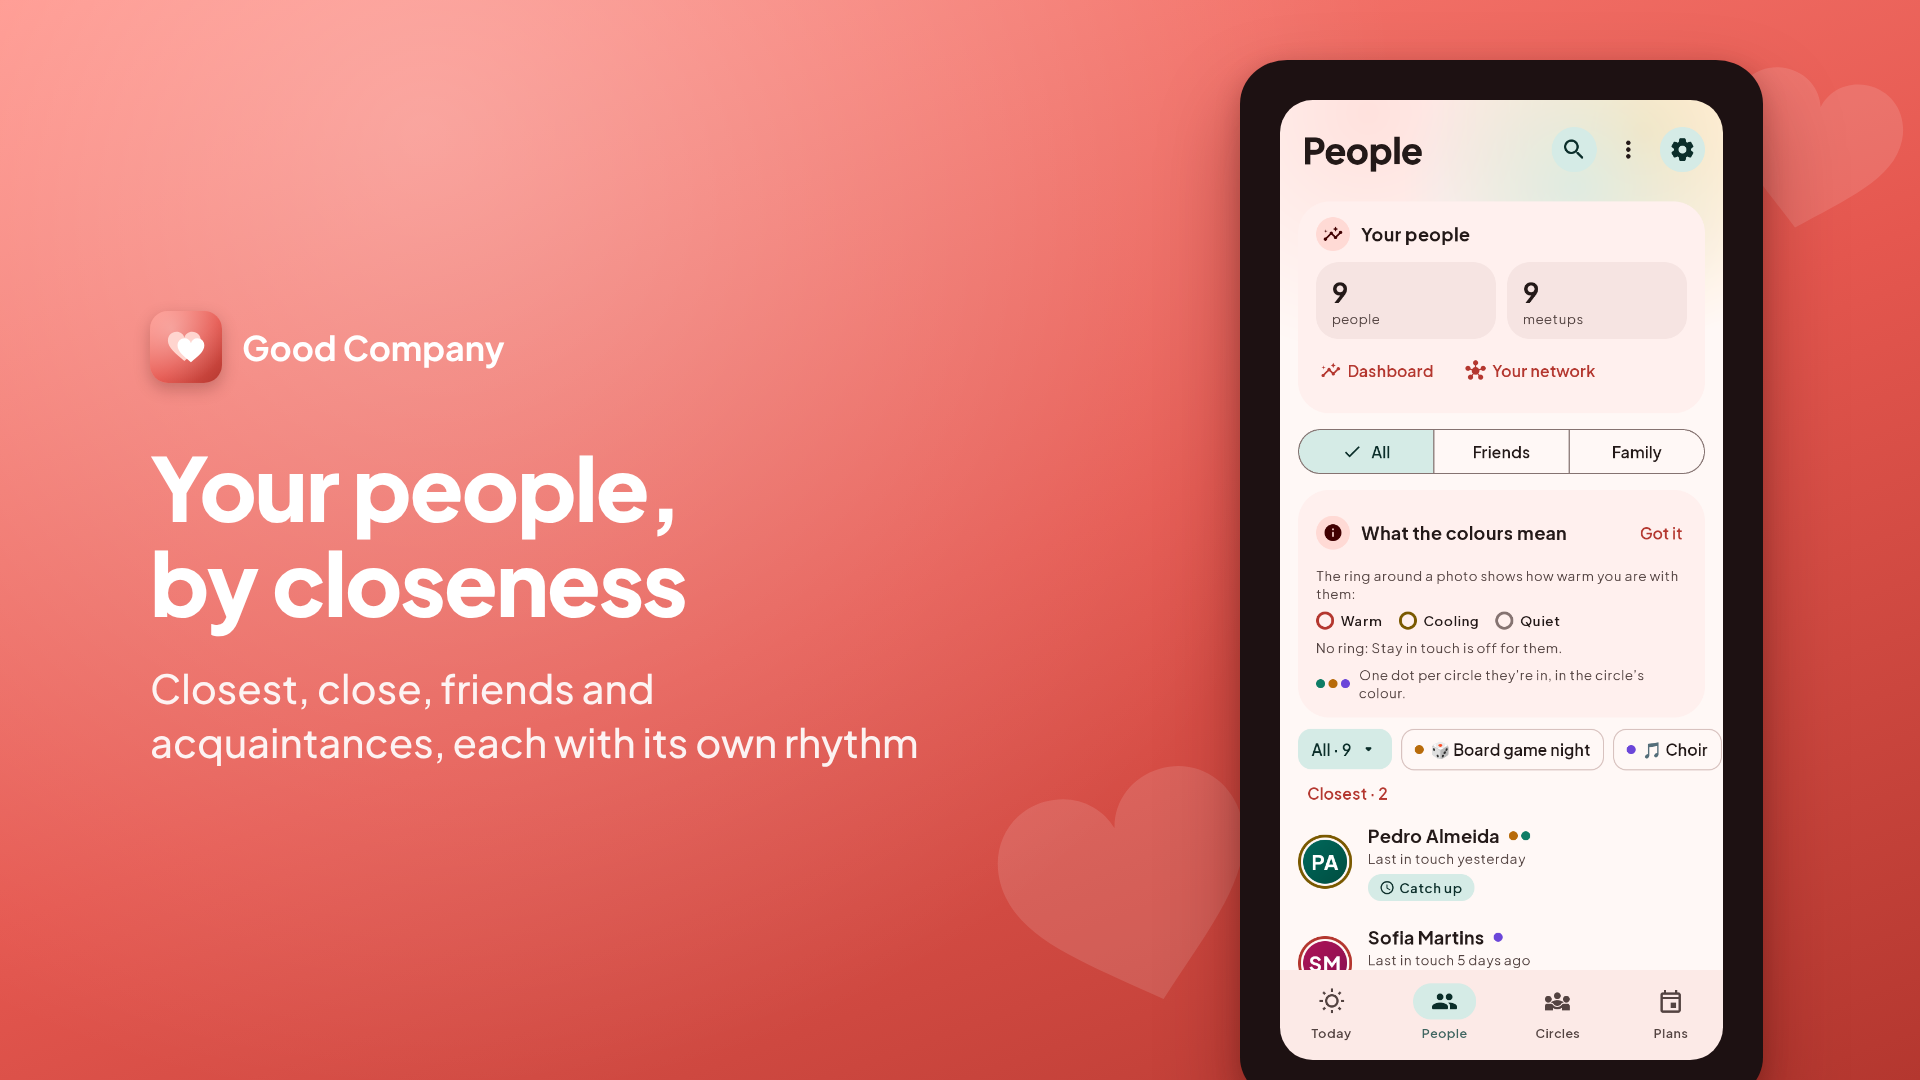 Good Company
Your people,
by closeness
Closest, close, friends and
acquaintances, each with its own rhythm
People
Your people
9
people
9
meetups
Dashboard
Your network
All
Friends
Family
What the colours mean
Got it
The ring around a photo shows how warm you are with
them:
Warm
Cooling
Quiet
No ring: Stay in touch is off for them.
One dot per circle they're in, in the circle's
colour.
All · 9
Board game night
Choir
Closest · 2
PA
Pedro Almeida
Last in touch yesterday
Catch up
SM
Sofia Martins
Last in touch 5 days ago
Today
People
Circles
Plans